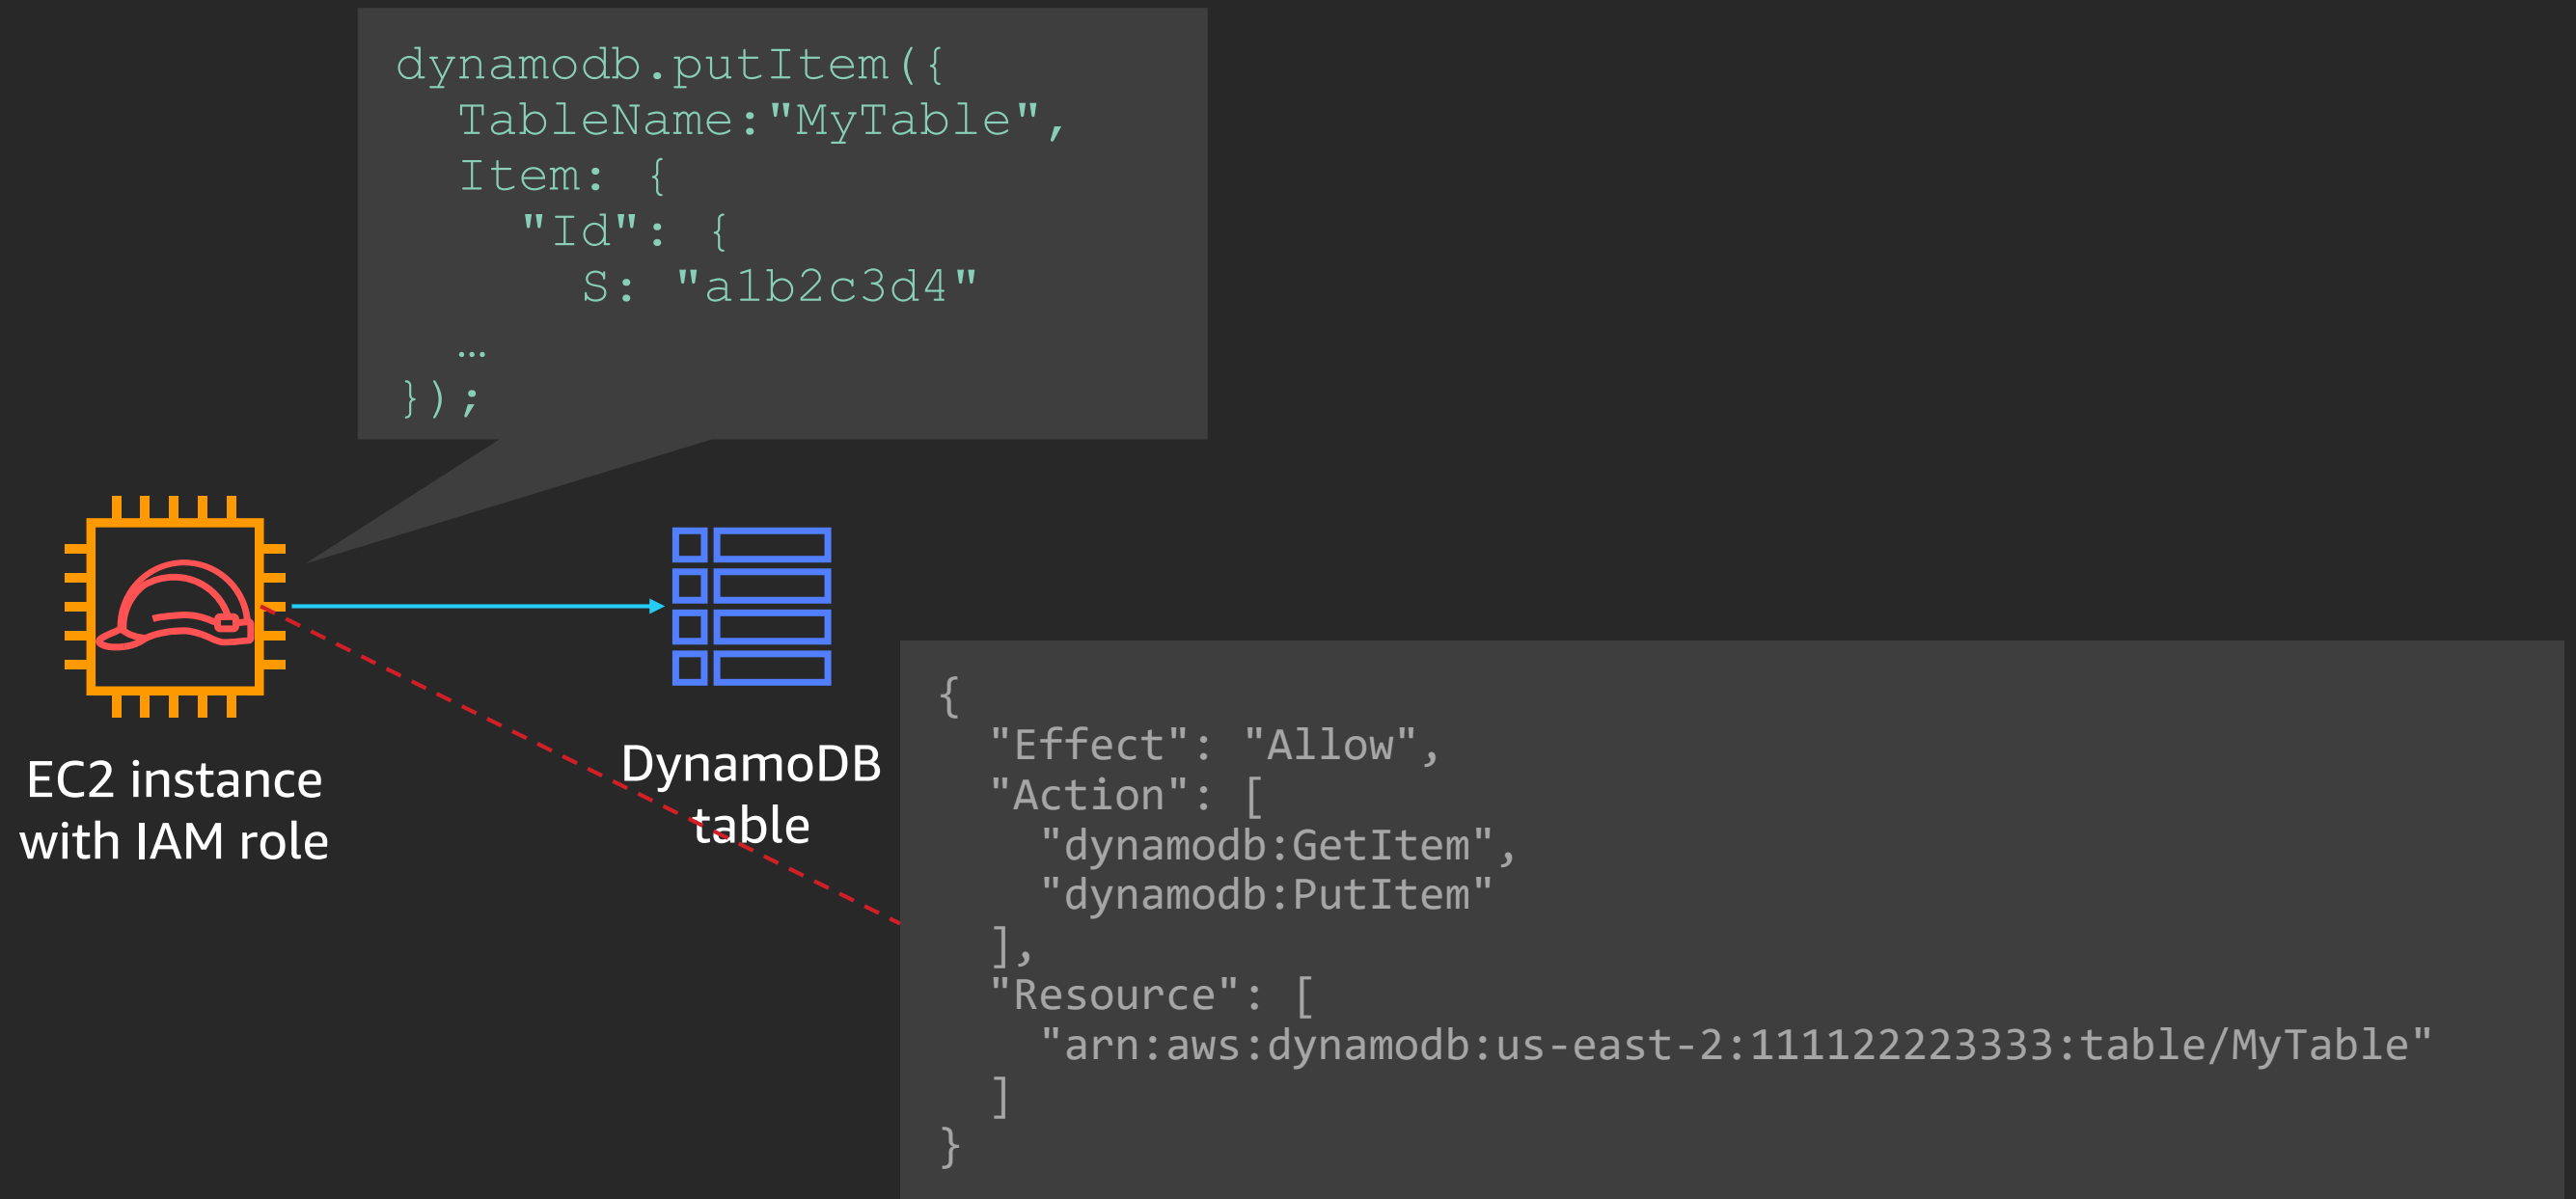 dynamodb.putItem({
  TableName:"MyTable",
  Item: {
    "Id": {
      S: "a1b2c3d4"
  …
});
EC2 instance
with IAM role
DynamoDB
table
{
  "Effect": "Allow",
  "Action": [
    "dynamodb:GetItem",
    "dynamodb:PutItem"
  ],
  "Resource": [
    "arn:aws:dynamodb:us-east-2:111122223333:table/MyTable"
  ]
}